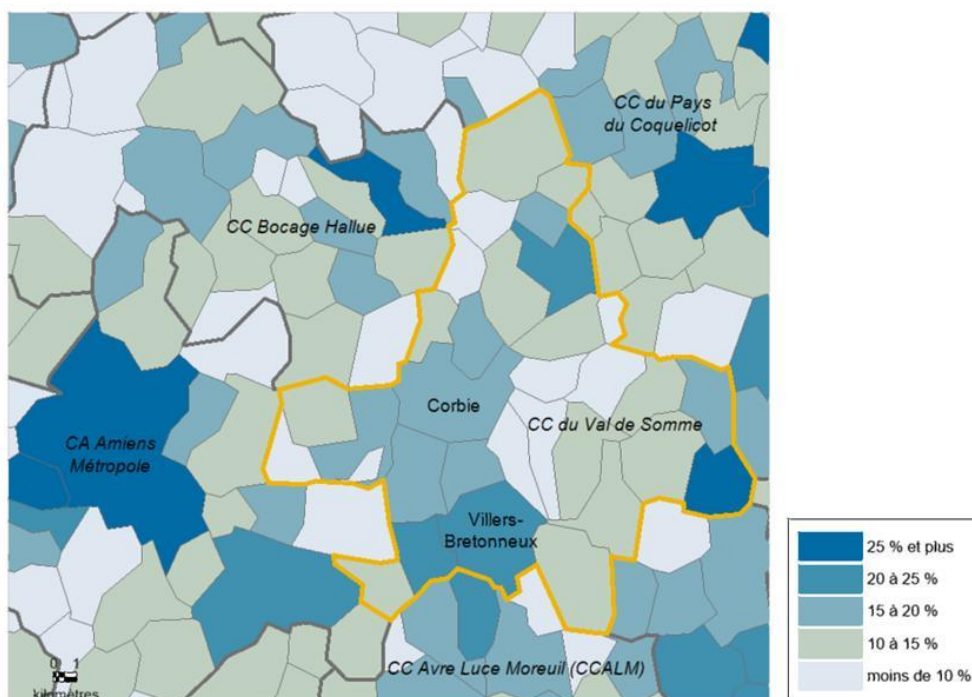 CC du Pays
du Coquelicot
CC Bocage Hallue
Corbie
CC du Val de Somme
CA Amiens
Métropole
Villers-
Bretonneux
CC Avre Luce Moreuil (CCALM)
0 1
kilomètres
25 % et plus
20 à 25 %
15 à 20 %
10 à 15 %
moins de 10 %